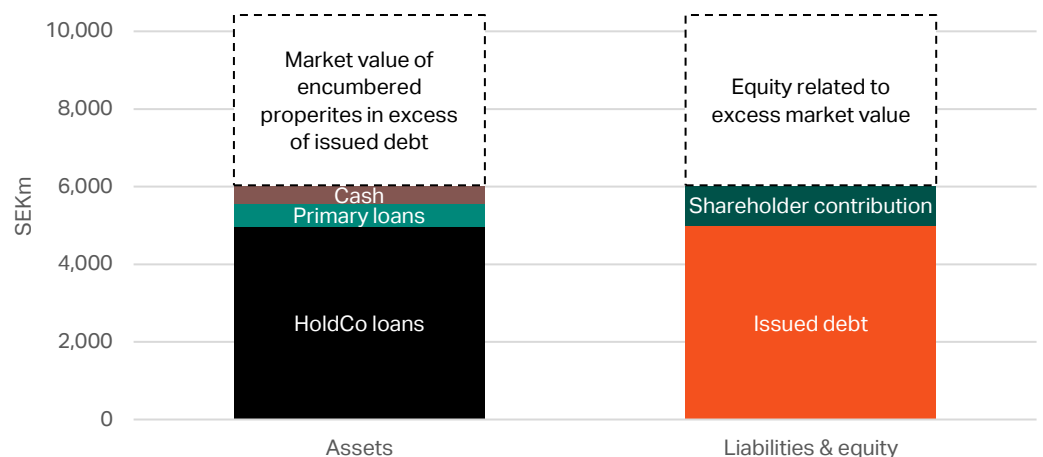 10,000
8,000
6,000
4,000
2,000
0
SEKm
Market value of
encumbered
properites in excess
of issued debt
Cash
Primary loans
HoldCo loans
Equity related to
excess market value
Shareholder contribution
Issued debt
Assets
Liabilities & equity